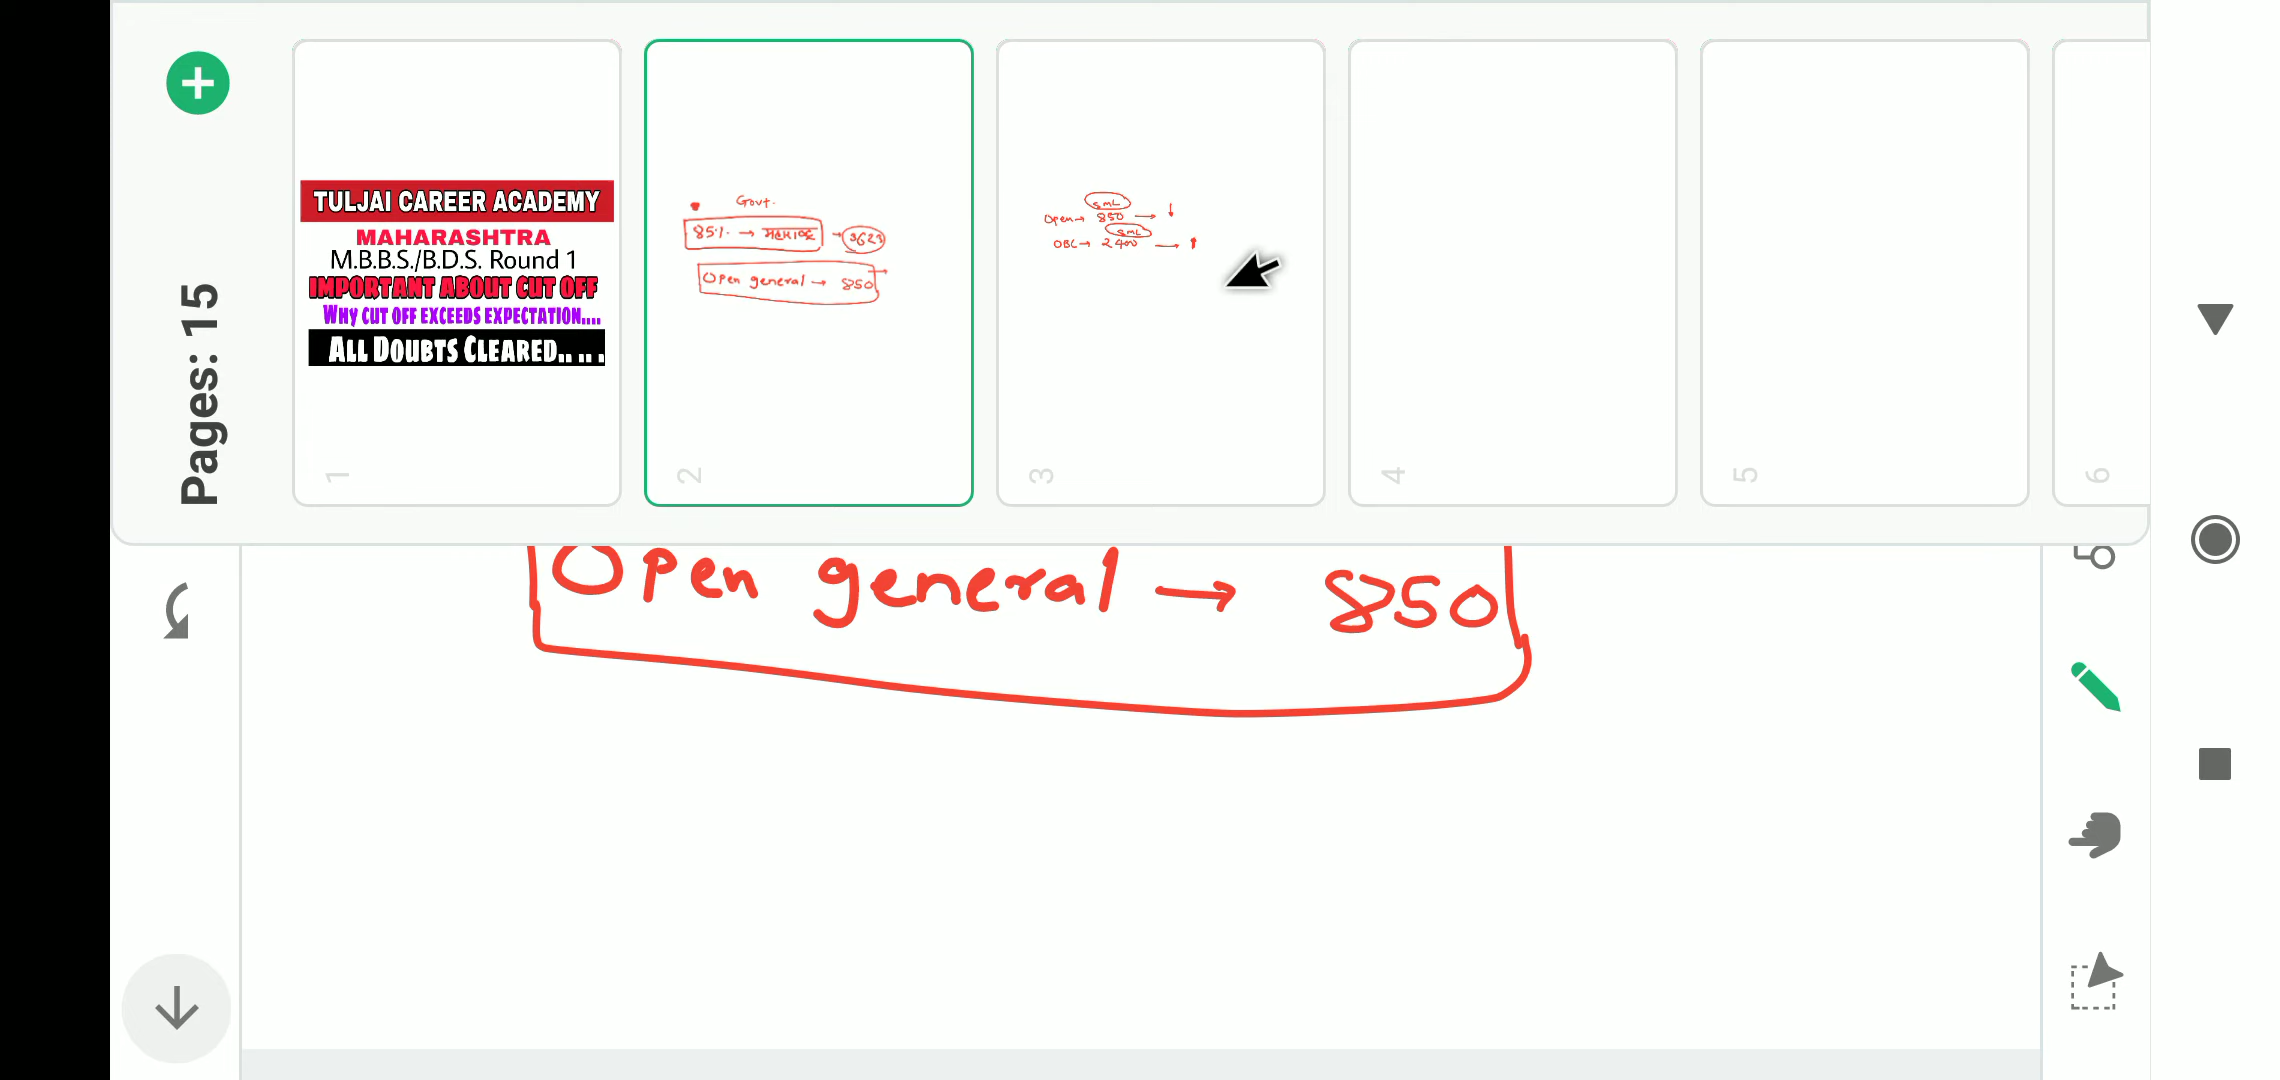 Pages: 15
TULJAI CAREER ACADEMY
MAHARASHTRA
M.B.B.S./B.D.S. Round 1
IMPORTANT ABOUT CUT OFF
WHY CUT OFF EXCEEDS EXPECTATION....
ALL DOUBTS CLEARED.. .. .
1
Govt.
85% →
Open general → 850
2
SML
Open → 850 →
SML
OBC → 2400 →
3
4
5
6
Open general → 850